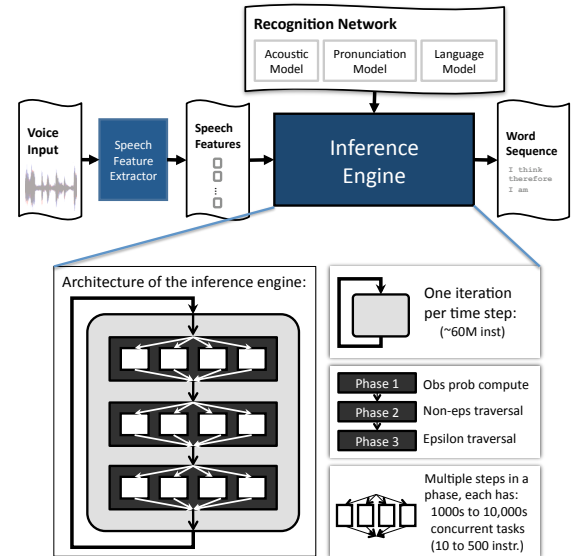 Recognition Network
Acoustic
Model
Pronunciation
Model
Language
Model
Voice
Input
Speech
Feature
Extractor
Speech
Features
...
Inference
Engine
Word
Sequence
I think
therefore
I am
Architecture of the inference engine:
One iteration
per time step:
(~60M inst)
Phase 1
Obs prob compute
Phase 2
Non-eps traversal
Phase 3
Epsilon traversal
Multiple steps in a
phase, each has:
1000s to 10,000s
concurrent tasks
(10 to 500 instr.)